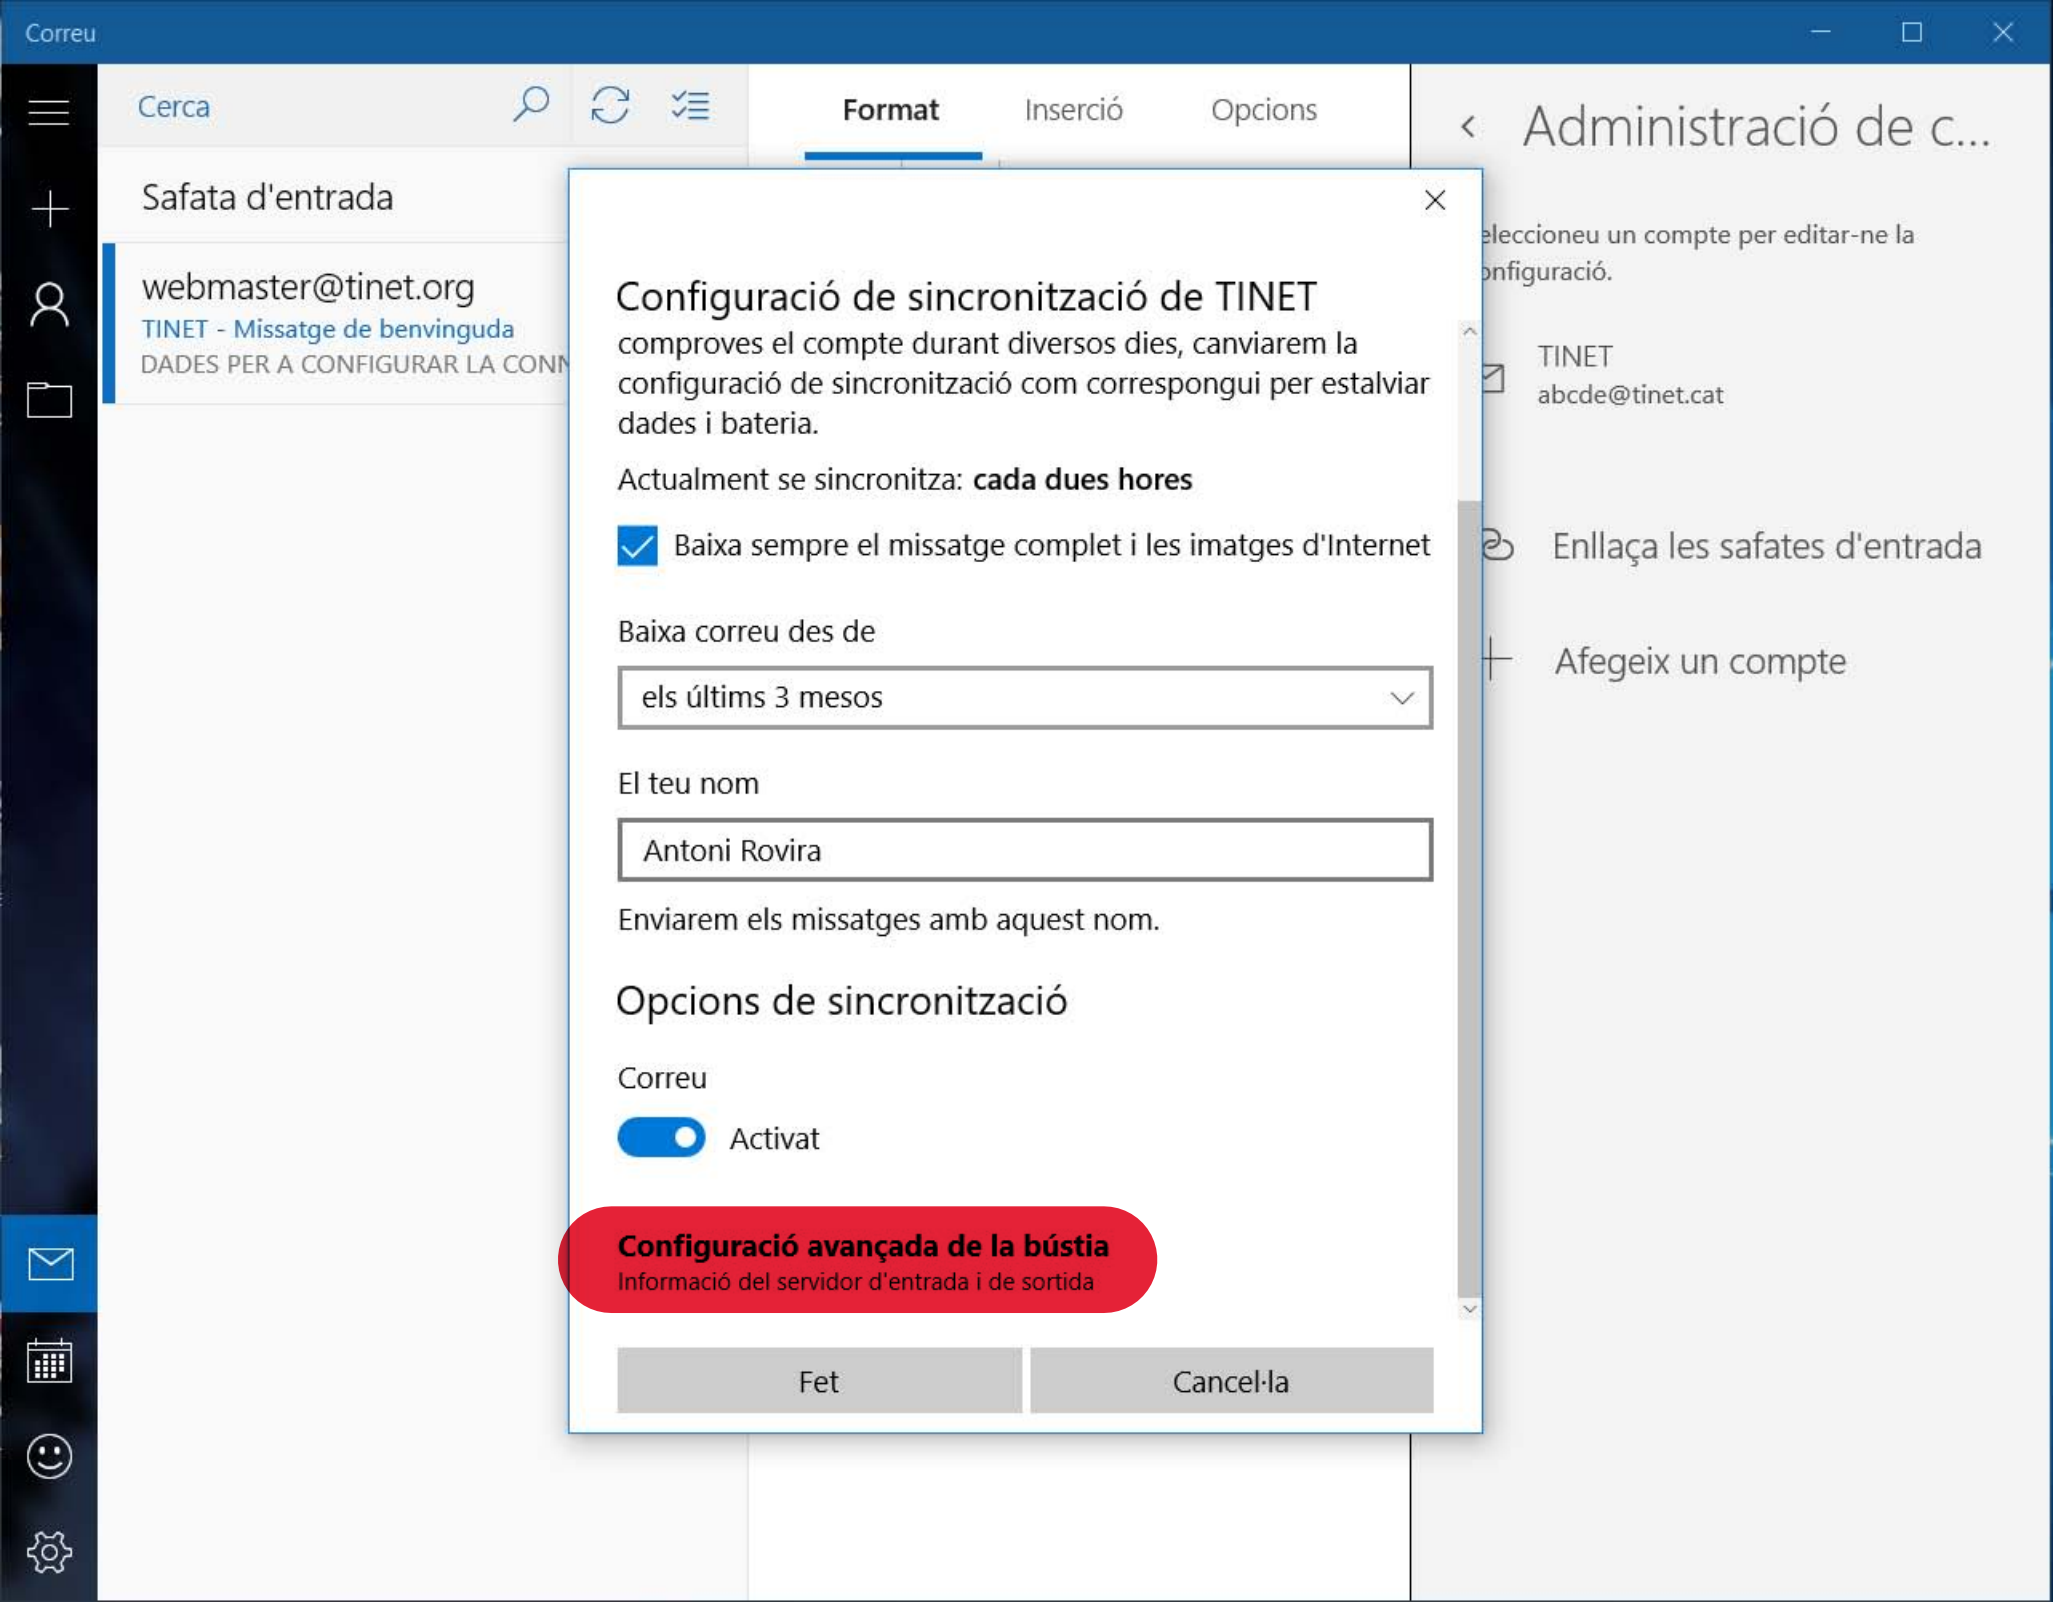 Correu
Cerca
Format
Inserció
Opcions
Administració de c...
Safata d'entrada
webmaster@tinet.org
TINET - Missatge de benvinguda
DADES PER A CONFIGURAR LA CONN
Configuració de sincronització de TINET
comproves el compte durant diversos dies, canviarem la
configuració de sincronització com correspongui per estalviar
dades i bateria.
Actualment se sincronitza: cada dues hores
Baixa sempre el missatge complet i les imatges d'Internet
Baixa correu des de
els últims 3 mesos
El teu nom
Antoni Rovira
Enviarem els missatges amb aquest nom.
Opcions de sincronització
Correu
Activat
Configuració avançada de la bústia
Informació del servidor d'entrada i de sortida
Fet
Cancel·la
eleccioneu un compte per editar-ne la
onfiguració.
TINET
abcde@tinet.cat
Enllaça les safates d'entrada
Afegeix un compte